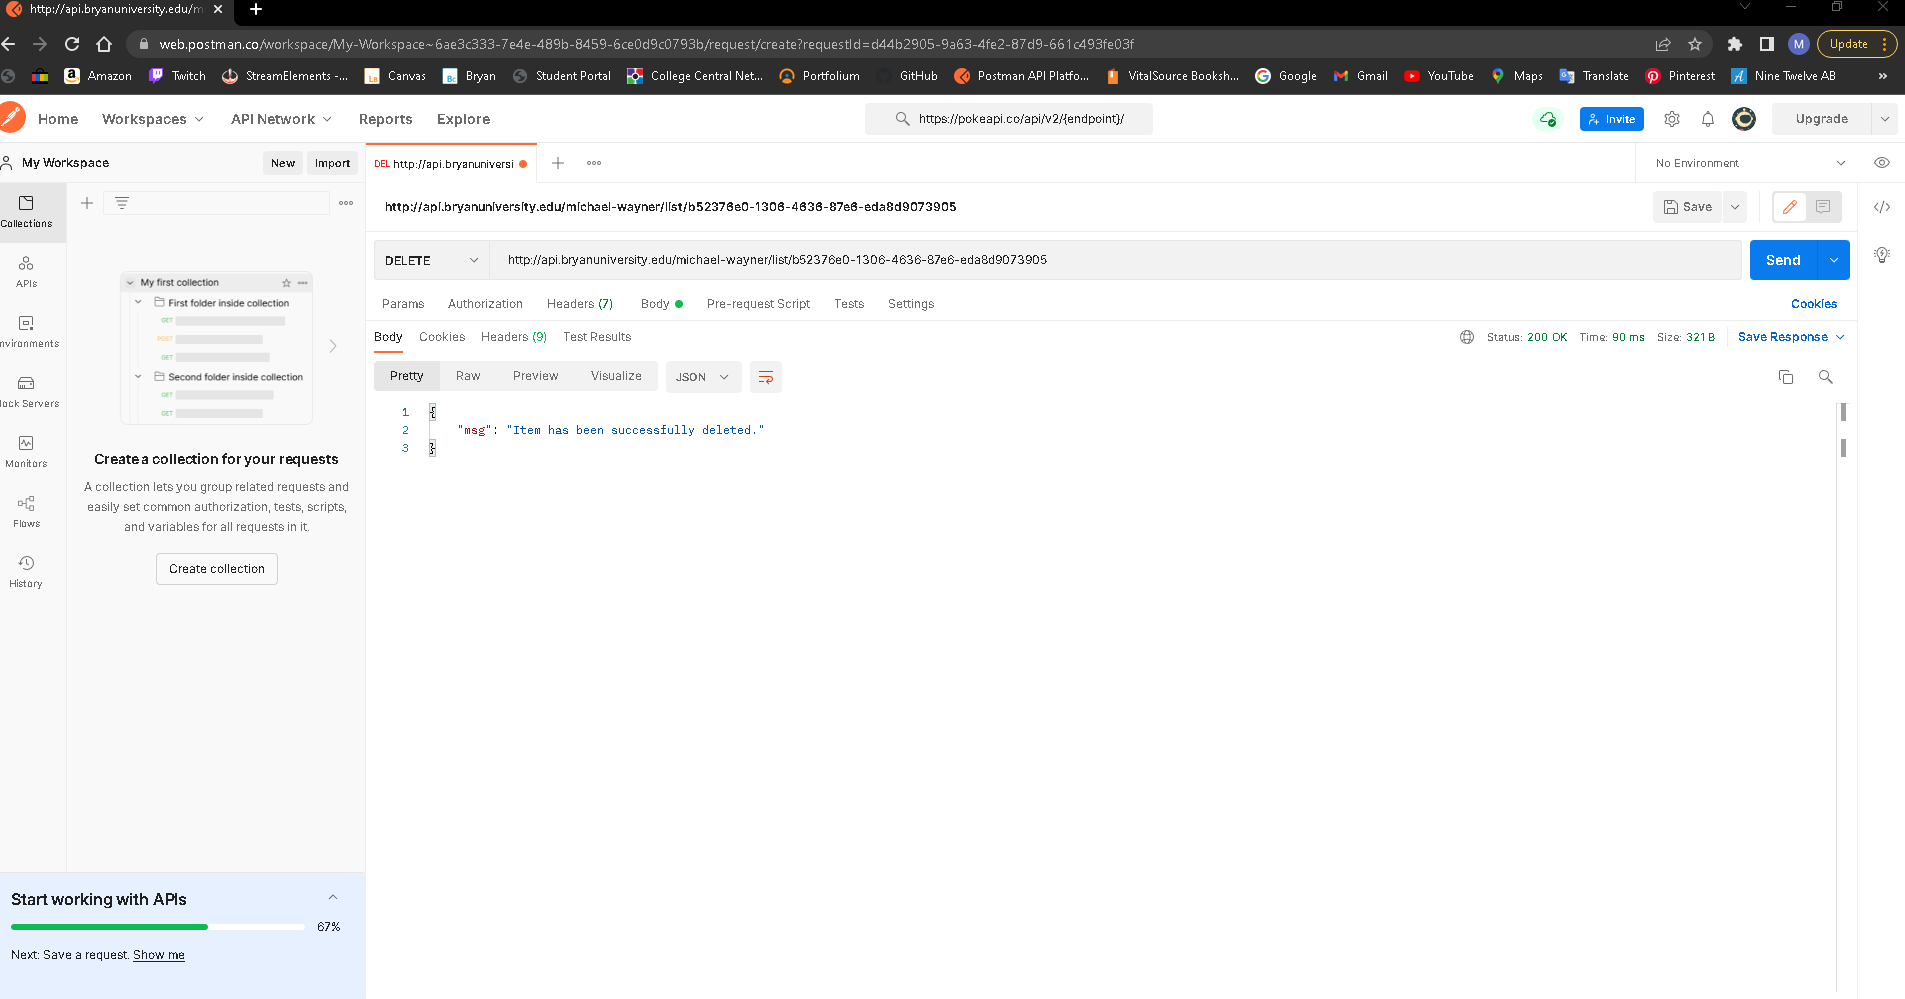 http://api.bryanuniversity.edu/m
web.postman.co/workspace/My-Workspace~6ae3c333-7e4e-489b-8459-6ce0d9c0793b/request/create?requestId=d44b2905-9a63-4fe2-87d9-661c493fe03f
M
Update
Amazon Twitch StreamElements -... Canvas Bryan Student Portal College Central Net... Portfolium GitHub Postman API Platfo... VitalSource Booksh... Google Gmail YouTube Maps Translate Pinterest Nine Twelve AB »
Home Workspaces API Network Reports Explore
https://pokeapi.co/api/v2/{endpoint}/
Invite
Upgrade
My Workspace New Import
DEL http://api.bryanuniversi
No Environment
Collections
http://api.bryanuniversity.edu/michael-wayner/list/b52376e0-1306-4636-87e6-eda8d9073905
Save
DELETE http://api.bryanuniversity.edu/michael-wayner/list/b52376e0-1306-4636-87e6-eda8d9073905 Send
APIs
Params Authorization Headers (7) Body Pre-request Script Tests Settings Cookies
Body Cookies Headers (9) Test Results Status: 200 OK Time: 90 ms Size: 321 B Save Response
nvironments
Pretty Raw Preview Visualize JSON
1 {
2 "msg": "Item has been successfully deleted."
3 }
ock Servers
Monitors
Flows
History
My first collection
First folder inside collection
GET
POST
GET
Second folder inside collection
GET
GET
Create a collection for your requests
A collection lets you group related requests and
easily set common authorization, tests, scripts,
and variables for all requests in it.
Create collection
Start working with APIs
67%
Next: Save a request. Show me